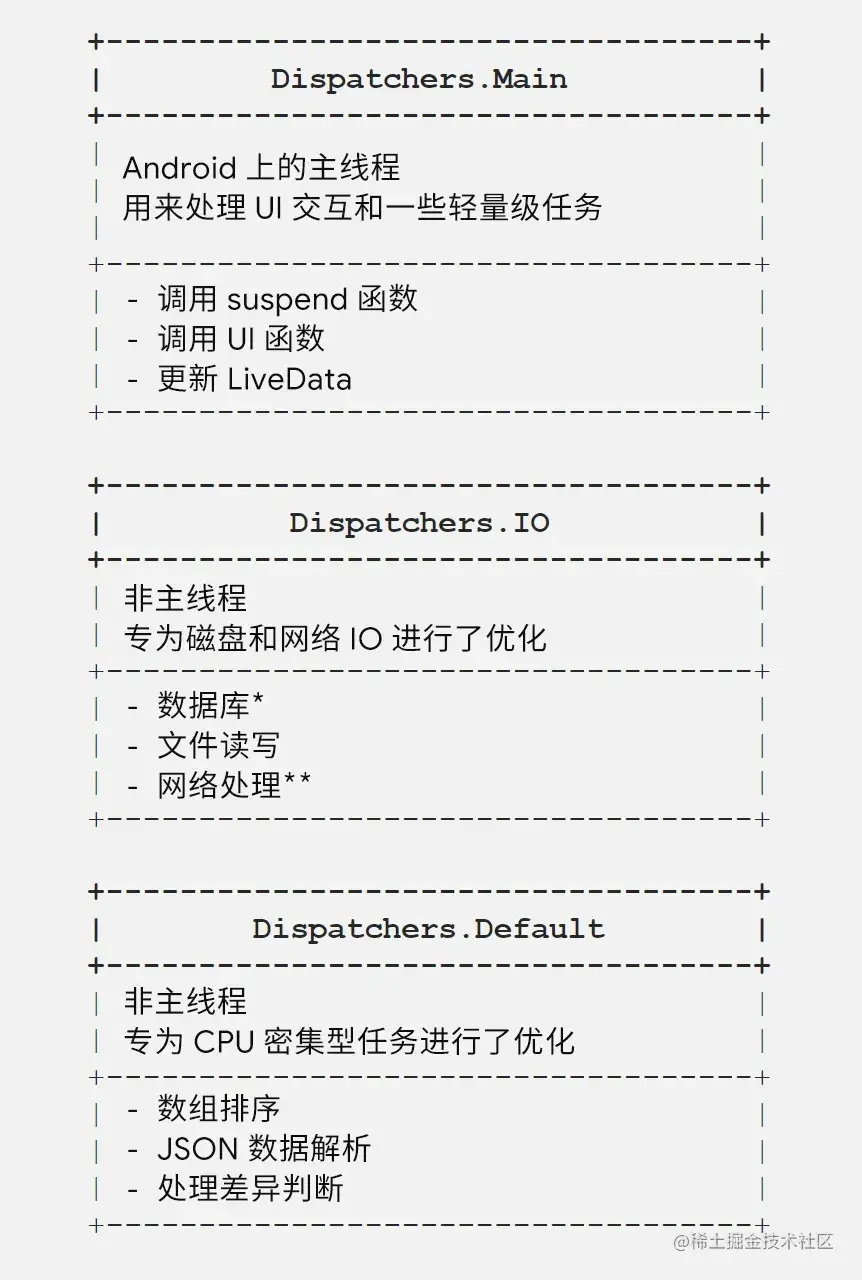 +-----------------------------------+
| Dispatchers.Main |
+-----------------------------------+
| Android 上的主线程 |
| 用来处理 UI 交互和一些轻量级任务 |
+-----------------------------------+
| - 调用 suspend 函数 |
| - 调用 UI 函数 |
| - 更新 LiveData |
+-----------------------------------+
+-----------------------------------+
| Dispatchers.IO |
+-----------------------------------+
| 非主线程 |
| 专为磁盘和网络 IO 进行了优化 |
+-----------------------------------+
| - 数据库* |
| - 文件读写 |
| - 网络处理** |
+-----------------------------------+
+-----------------------------------+
| Dispatchers.Default |
+-----------------------------------+
| 非主线程 |
| 专为 CPU 密集型任务进行了优化 |
+-----------------------------------+
| - 数组排序 |
| - JSON 数据解析 |
| - 处理差异判断 |
+-----------------------------------+
@稀土掘金技术社区